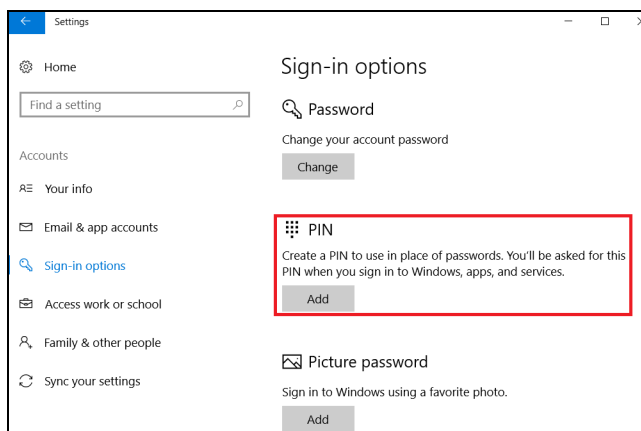 Settings
Home
Find a setting
Accounts
Your info
Email & app accounts
Sign-in options
Access work or school
Family & other people
Sync your settings
Sign-in options
Password
Change your account password
Change
PIN
Create a PIN to use in place of passwords. You'll be asked for this
PIN when you sign in to Windows, apps, and services.
Add
Picture password
Sign in to Windows using a favorite photo.
Add